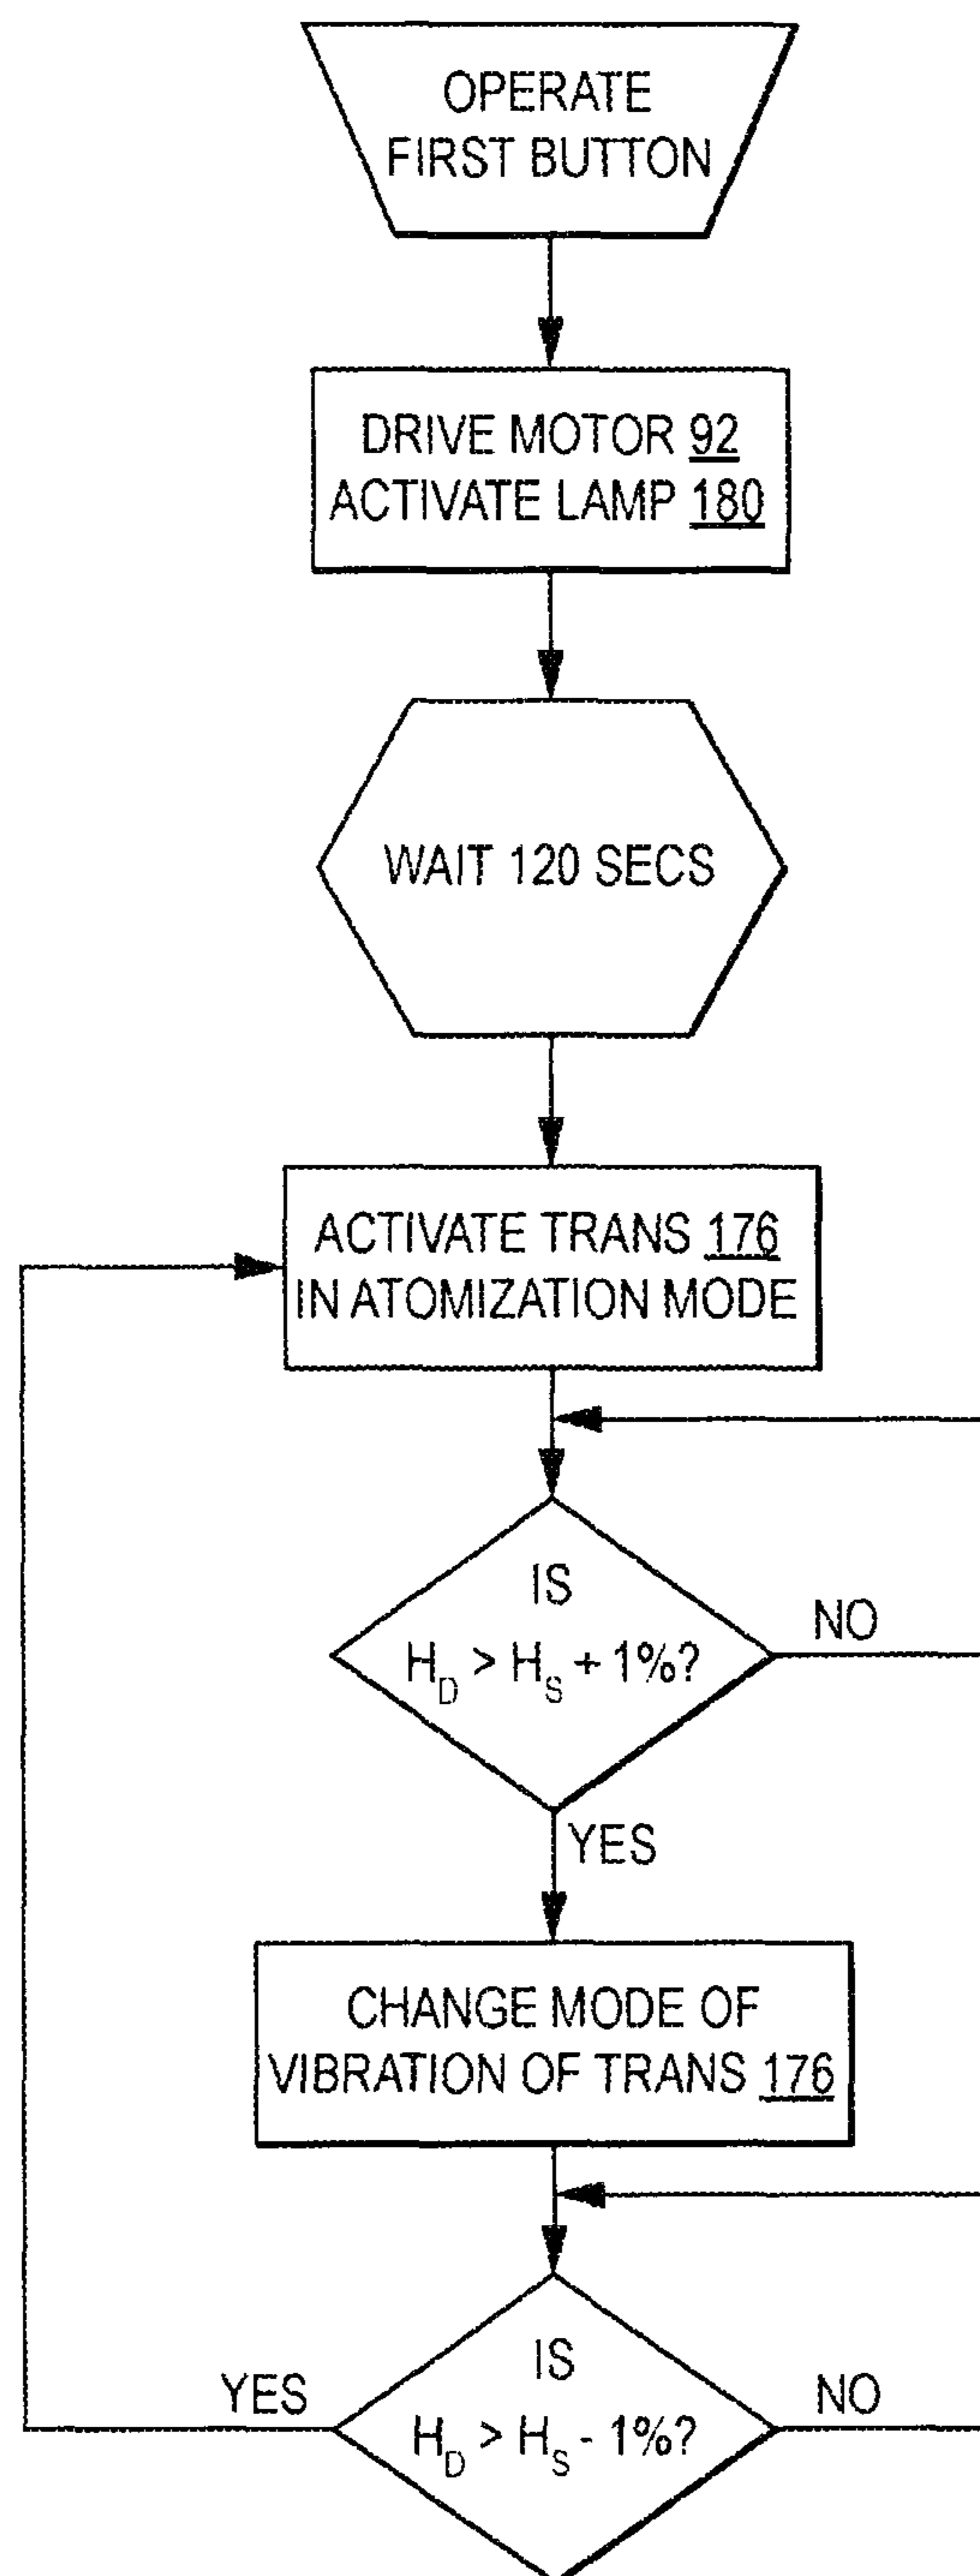 OPERATE
FIRST BUTTON
DRIVE MOTOR 92
ACTIVATE LAMP 180
WAIT 120 SECS
ACTIVATE TRANS 176
IN ATOMIZATION MODE
IS
H_D > H_S + 1%?
NO
YES
CHANGE MODE OF
VIBRATION OF TRANS 176
IS
H_D > H_S - 1%?
YES
NO